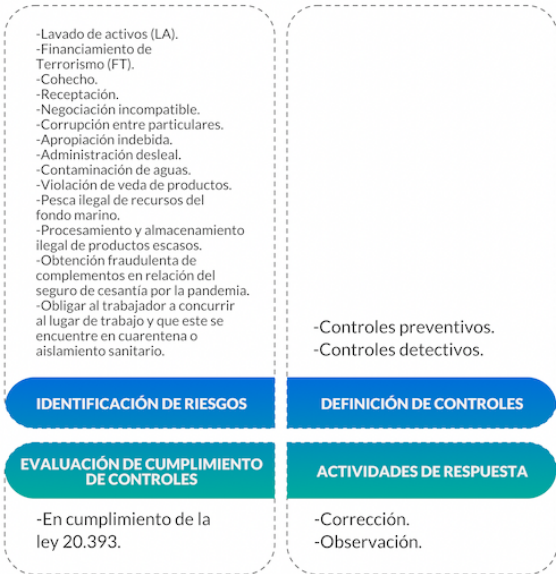 -Lavado de activos (LA).
-Financiamiento de
Terrorismo (FT).
-Cohecho.
-Receptación.
-Negociación incompatible.
-Corrupción entre particulares.
-Apropiación indebida.
-Administración desleal.
-Contaminación de aguas.
-Violación de veda de productos.
-Pesca ilegal de recursos del
fondo marino.
-Procesamiento y almacenamiento
ilegal de productos escasos.
-Obtención fraudulenta de
complementos en relación del
seguro de cesantía por la pandemia.
-Obligar al trabajador a concurrir
al lugar de trabajo y que este se
encuentre en cuarentena o
aislamiento sanitario.
IDENTIFICACIÓN DE RIESGOS
-Controles preventivos.
-Controles detectivos.
DEFINICIÓN DE CONTROLES
EVALUACIÓN DE CUMPLIMIENTO
DE CONTROLES
-En cumplimiento de la
ley 20.393.
ACTIVIDADES DE RESPUESTA
-Corrección.
-Observación.